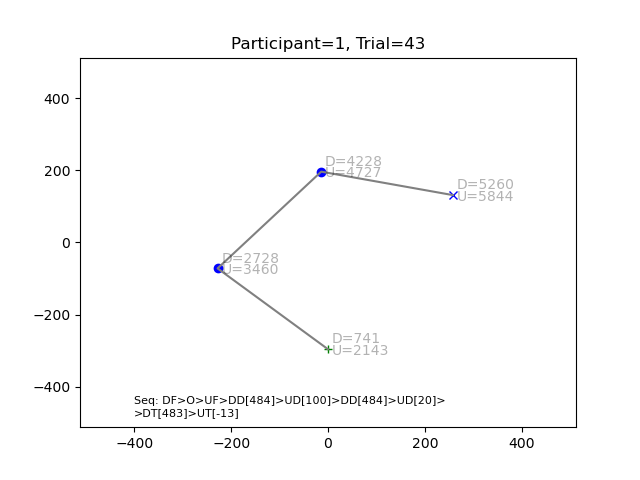 Participant=1, Trial=43
400
200
0
−200
−400
D=4228
U=4727
D=5260
U=5844
D=2728
U=3460
D=741
U=2143
Seq: DF>O>UF>DD[484]>UD[100]>DD[484]>UD[20]>
>DT[483]>UT[-13]
−400 −200 0 200 400